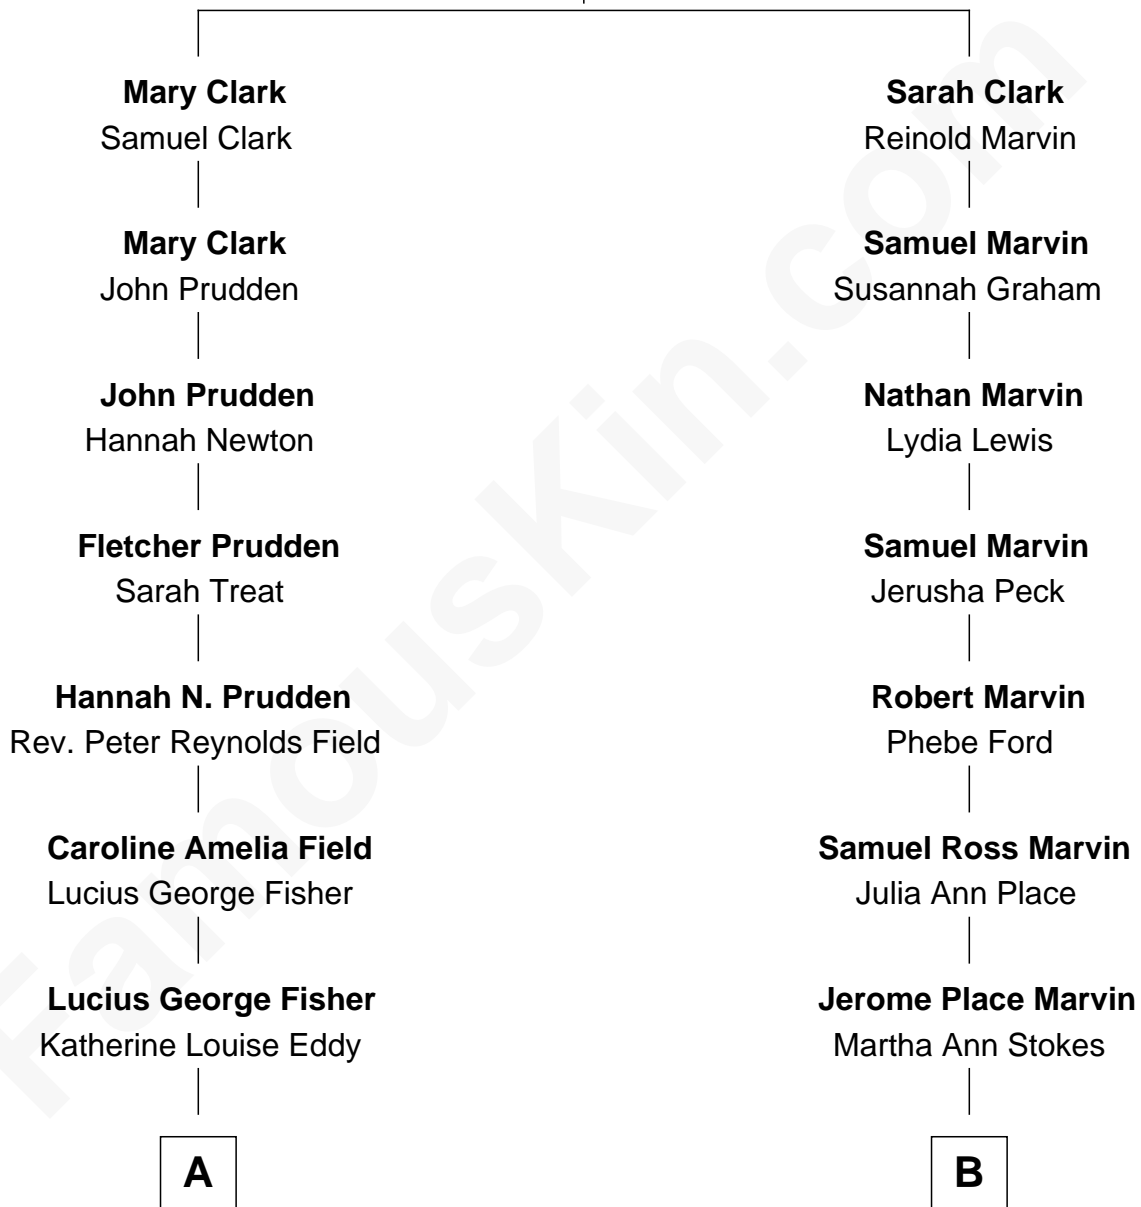 Mary Clark
Samuel Clark
Mary Clark
John Prudden
John Prudden
Hannah Newton
Fletcher Prudden
Sarah Treat
Hannah N. Prudden
Rev. Peter Reynolds Field
Caroline Amelia Field
Lucius George Fisher
Lucius George Fisher
Katherine Louise Eddy
A
Sarah Clark
Reinold Marvin
Samuel Marvin
Susannah Graham
Nathan Marvin
Lydia Lewis
Samuel Marvin
Jerusha Peck
Robert Marvin
Phebe Ford
Samuel Ross Marvin
Julia Ann Place
Jerome Place Marvin
Martha Ann Stokes
B
FamousKin.com